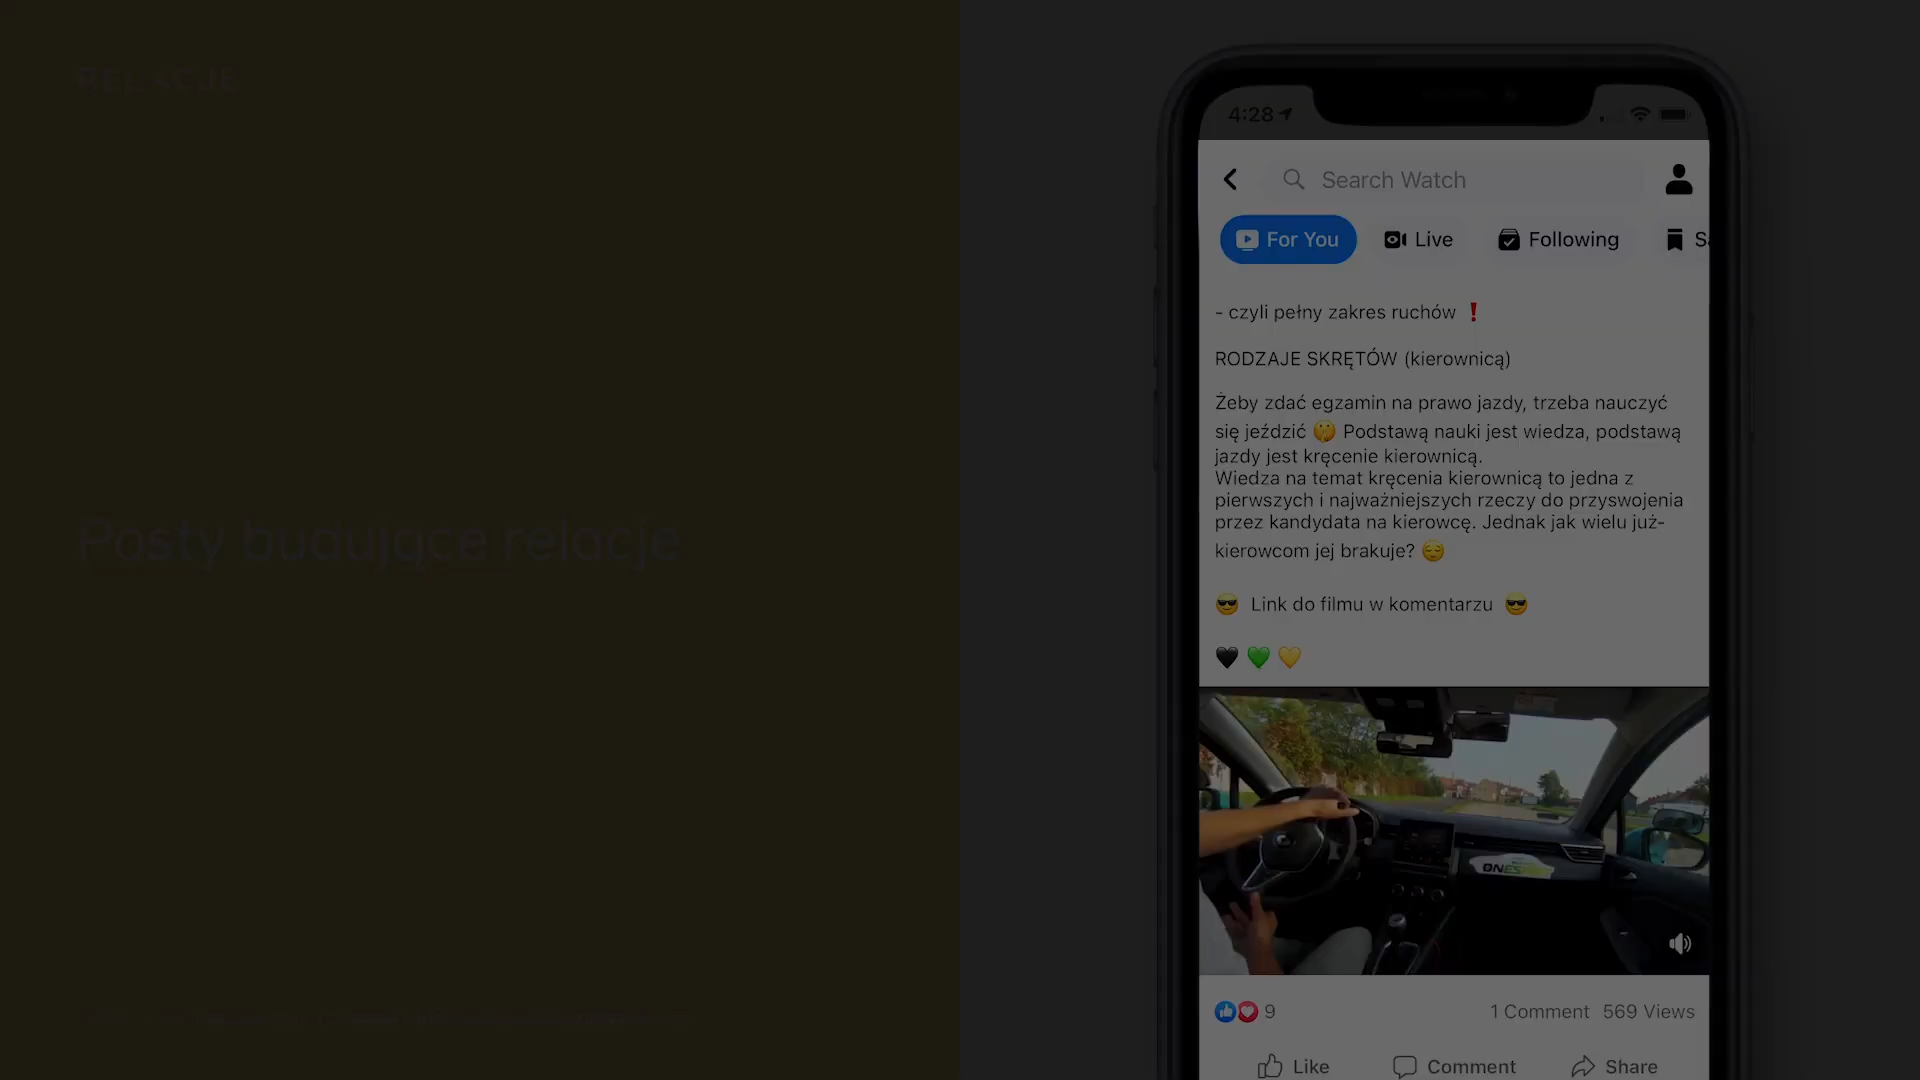 RELACJE
Posty budujące relacje
4:28
Search Watch
For You
Live
Following
- czyli pełny zakres ruchów ❗
RODZAJE SKRĘTÓW (kierownicą)
Żeby zdać egzamin na prawo jazdy, trzeba nauczyć
się jeździć 🤫 Podstawą nauki jest wiedza, podstawą
jazdy jest kręcenie kierownicą.
Wiedza na temat kręcenia kierownicą to jedna z
pierwszych i najważniejszych rzeczy do przyswojenia
przez kandydata na kierowcę. Jednak jak wielu już-
kierowcom jej brakuje? 😌
😎 Link do filmu w komentarzu 😎
🖤 💚 💛
9
1 Comment 569 Views
Like
Comment
Share